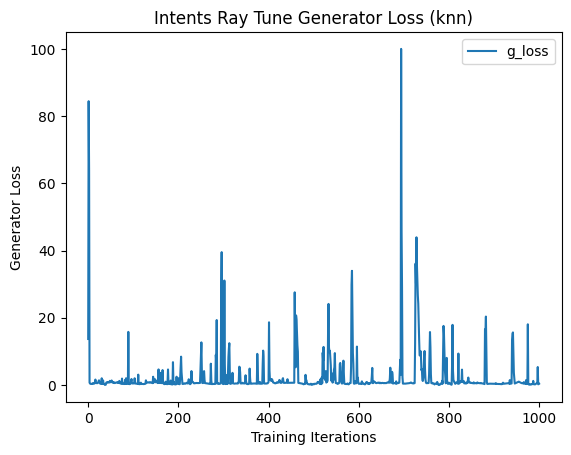 Intents Ray Tune Generator Loss (knn)
g_loss
Generator Loss
100
80
60
40
20
0
0 200 400 600 800 1000
Training Iterations